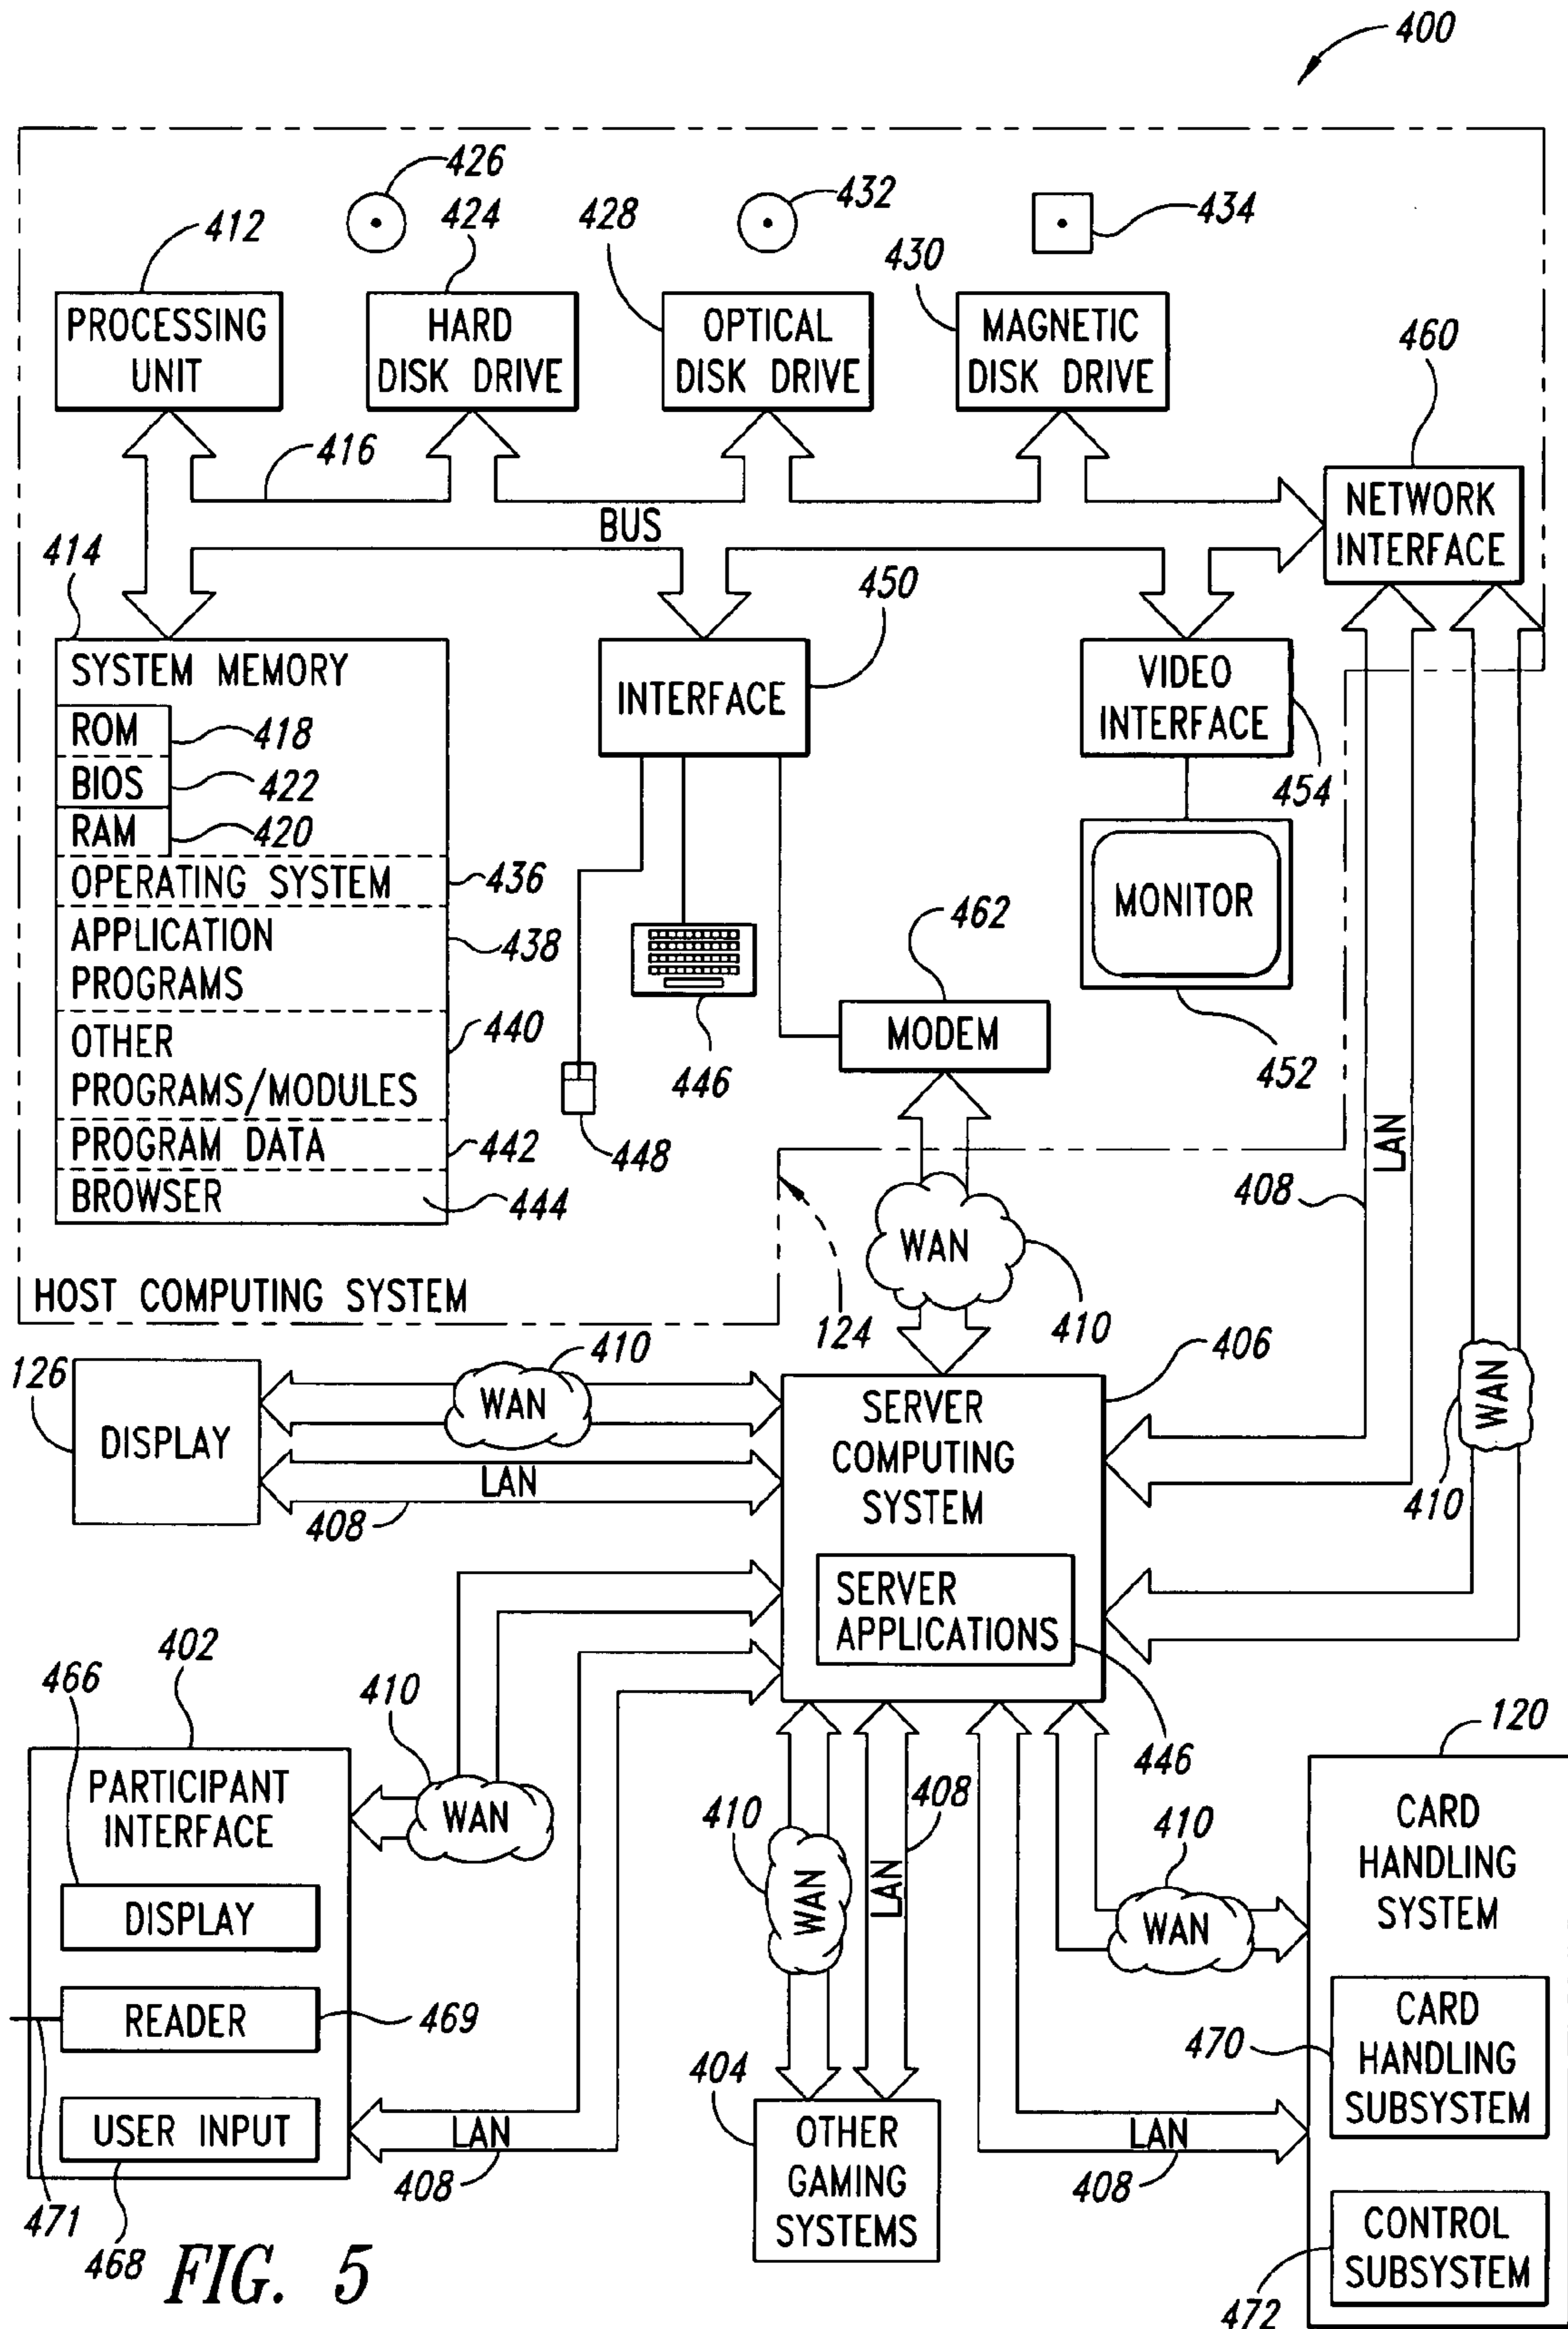 400
426
424
428
432
434
412
430
460
PROCESSING
UNIT
HARD
DISK DRIVE
OPTICAL
DISK DRIVE
MAGNETIC
DISK DRIVE
416
BUS
NETWORK
INTERFACE
414
450
SYSTEM MEMORY
ROM
418
BIOS
422
RAM
420
OPERATING SYSTEM
436
APPLICATION
PROGRAMS
438
OTHER
PROGRAMS/MODULES
440
PROGRAM DATA
442
BROWSER
444
INTERFACE
VIDEO
INTERFACE
454
MONITOR
452
462
MODEM
446
448
LAN
408
WAN
410
HOST COMPUTING SYSTEM
124
126
DISPLAY
410
WAN
LAN
408
406
SERVER
COMPUTING
SYSTEM
SERVER
APPLICATIONS
446
WAN
410
402
466
410
PARTICIPANT
INTERFACE
WAN
DISPLAY
READER
469
USER INPUT
LAN
408
471
468
410
WAN
LAN
408
404
OTHER
GAMING
SYSTEMS
410
WAN
LAN
408
120
CARD
HANDLING
SYSTEM
470
CARD
HANDLING
SUBSYSTEM
CONTROL
SUBSYSTEM
472
FIG. 5